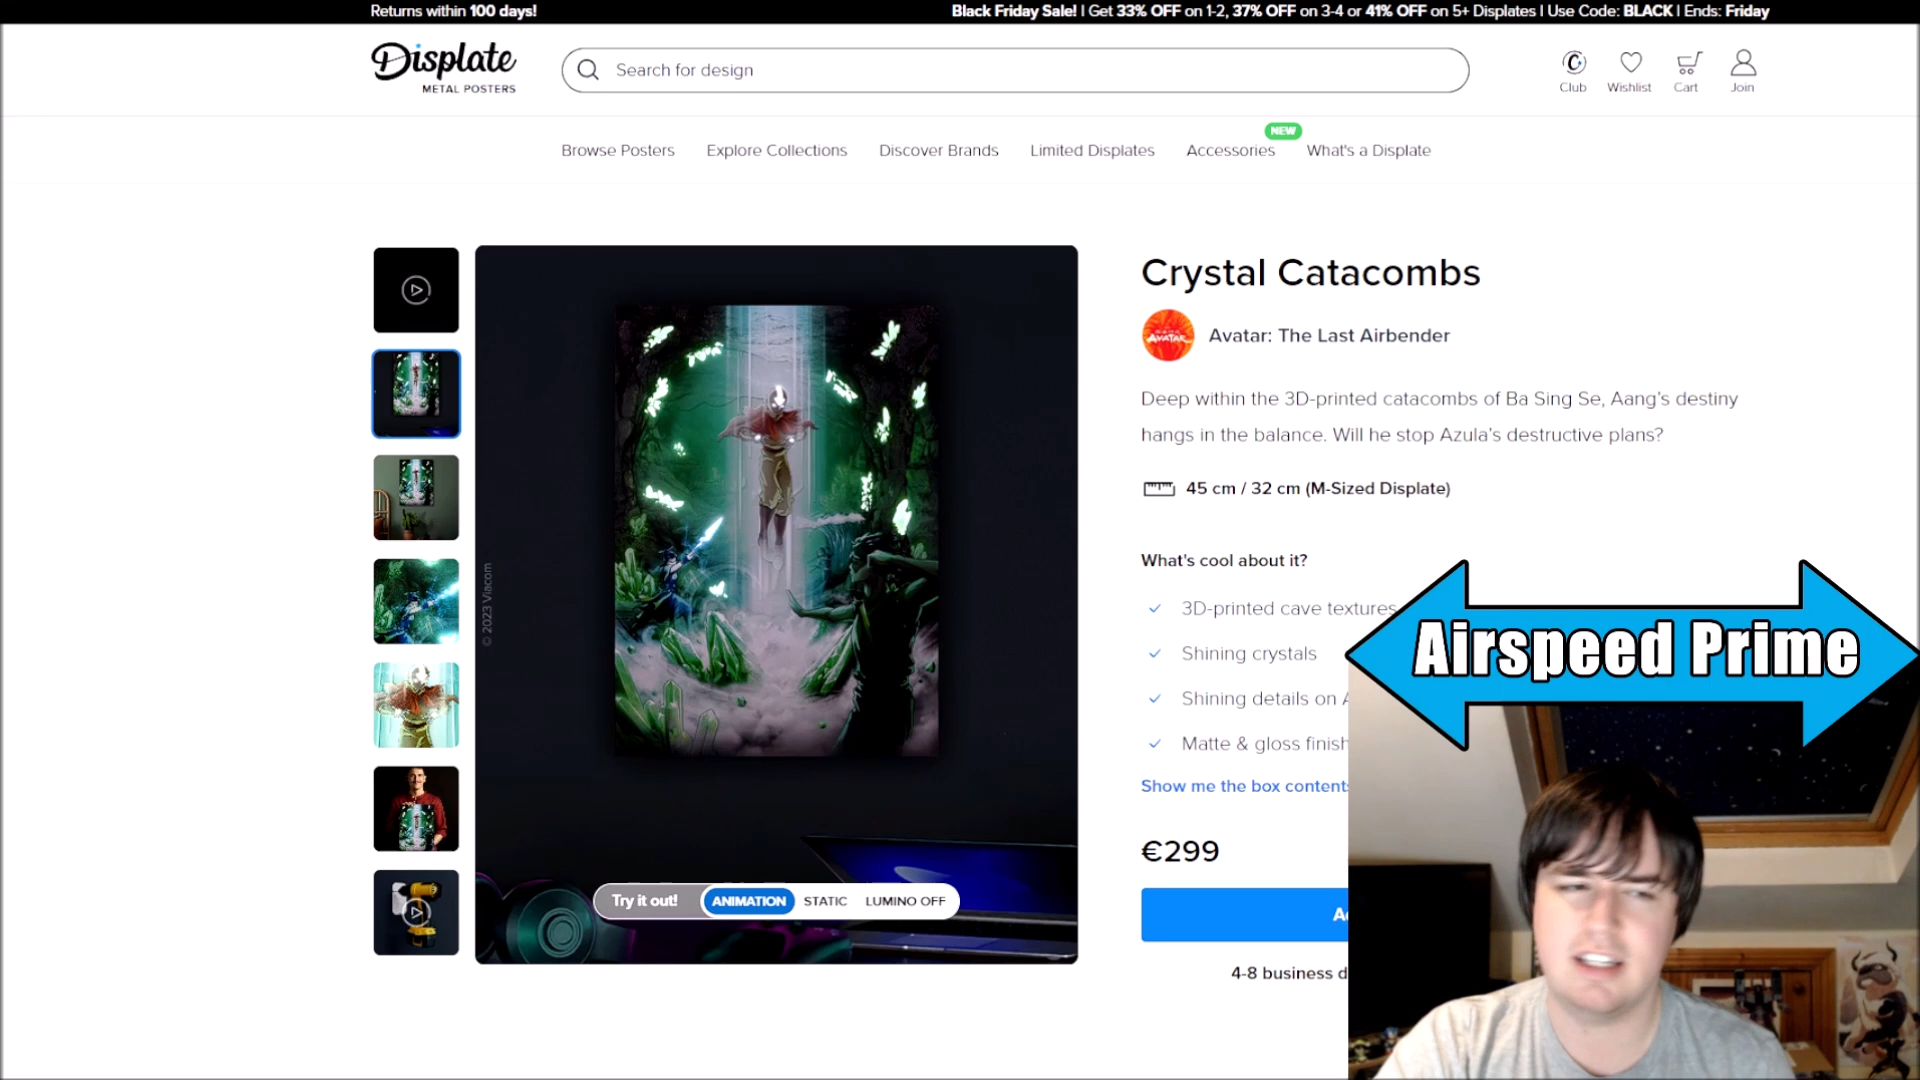 Returns within 100 days!
Black Friday Sale! | Get 33% OFF on 1-2, 37% OFF on 3-4 or 41% OFF on 5+ Displates | Use Code: BLACK | Ends: Friday
Displate
METAL POSTERS
Search for design
Club
Wishlist
Cart
Join
NEW
Browse Posters
Explore Collections
Discover Brands
Limited Displates
Accessories
What's a Displate
Crystal Catacombs
AVATAR
Avatar: The Last Airbender
Deep within the 3D-printed catacombs of Ba Sing Se, Aang's destiny
hangs in the balance. Will he stop Azula's destructive plans?
45 cm / 32 cm (M-Sized Displate)
What's cool about it?
3D-printed cave textures
Shining crystals
Shining details on A
Matte & gloss finish
Show me the box contents
€299
4-8 business d
© 2023 Viacom
Try it out!
ANIMATION
STATIC
LUMINO OFF
Airspeed Prime